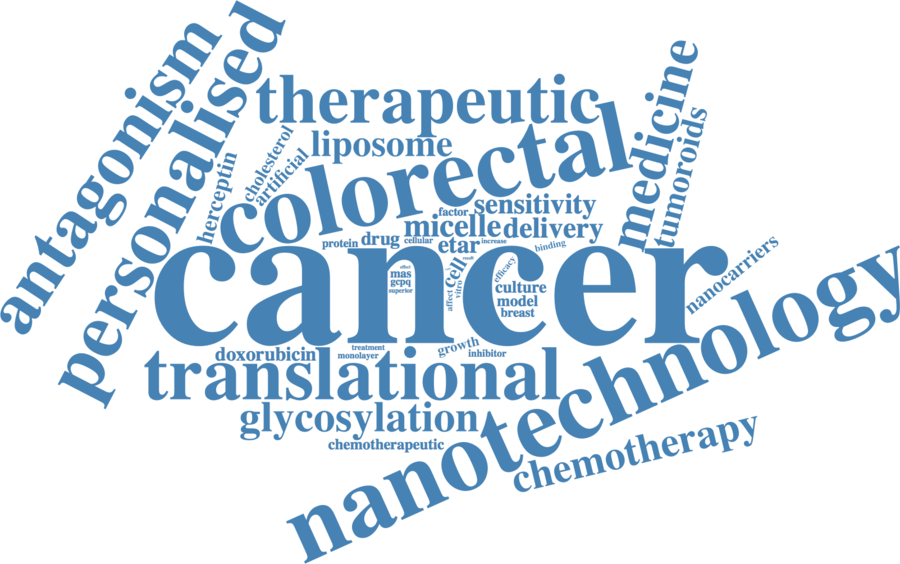 antagonism
personalised
therapeutic
medicine
tumoroids
cholesterol
artificial
herceptin
liposome
colorectal
sensitivity
factor
micelle
delivery
protein
drug
cellular
etar
increase
binding
cancer
result
cell
efficacy
effect
mas
gcpq
superior
affect
vitro
culture
model
breast
nanocarriers
nanotechnology
treatment
monolayer
doxorubicin
growth
inhibitor
translational
glycosylation
chemotherapeutic
chemotherapy